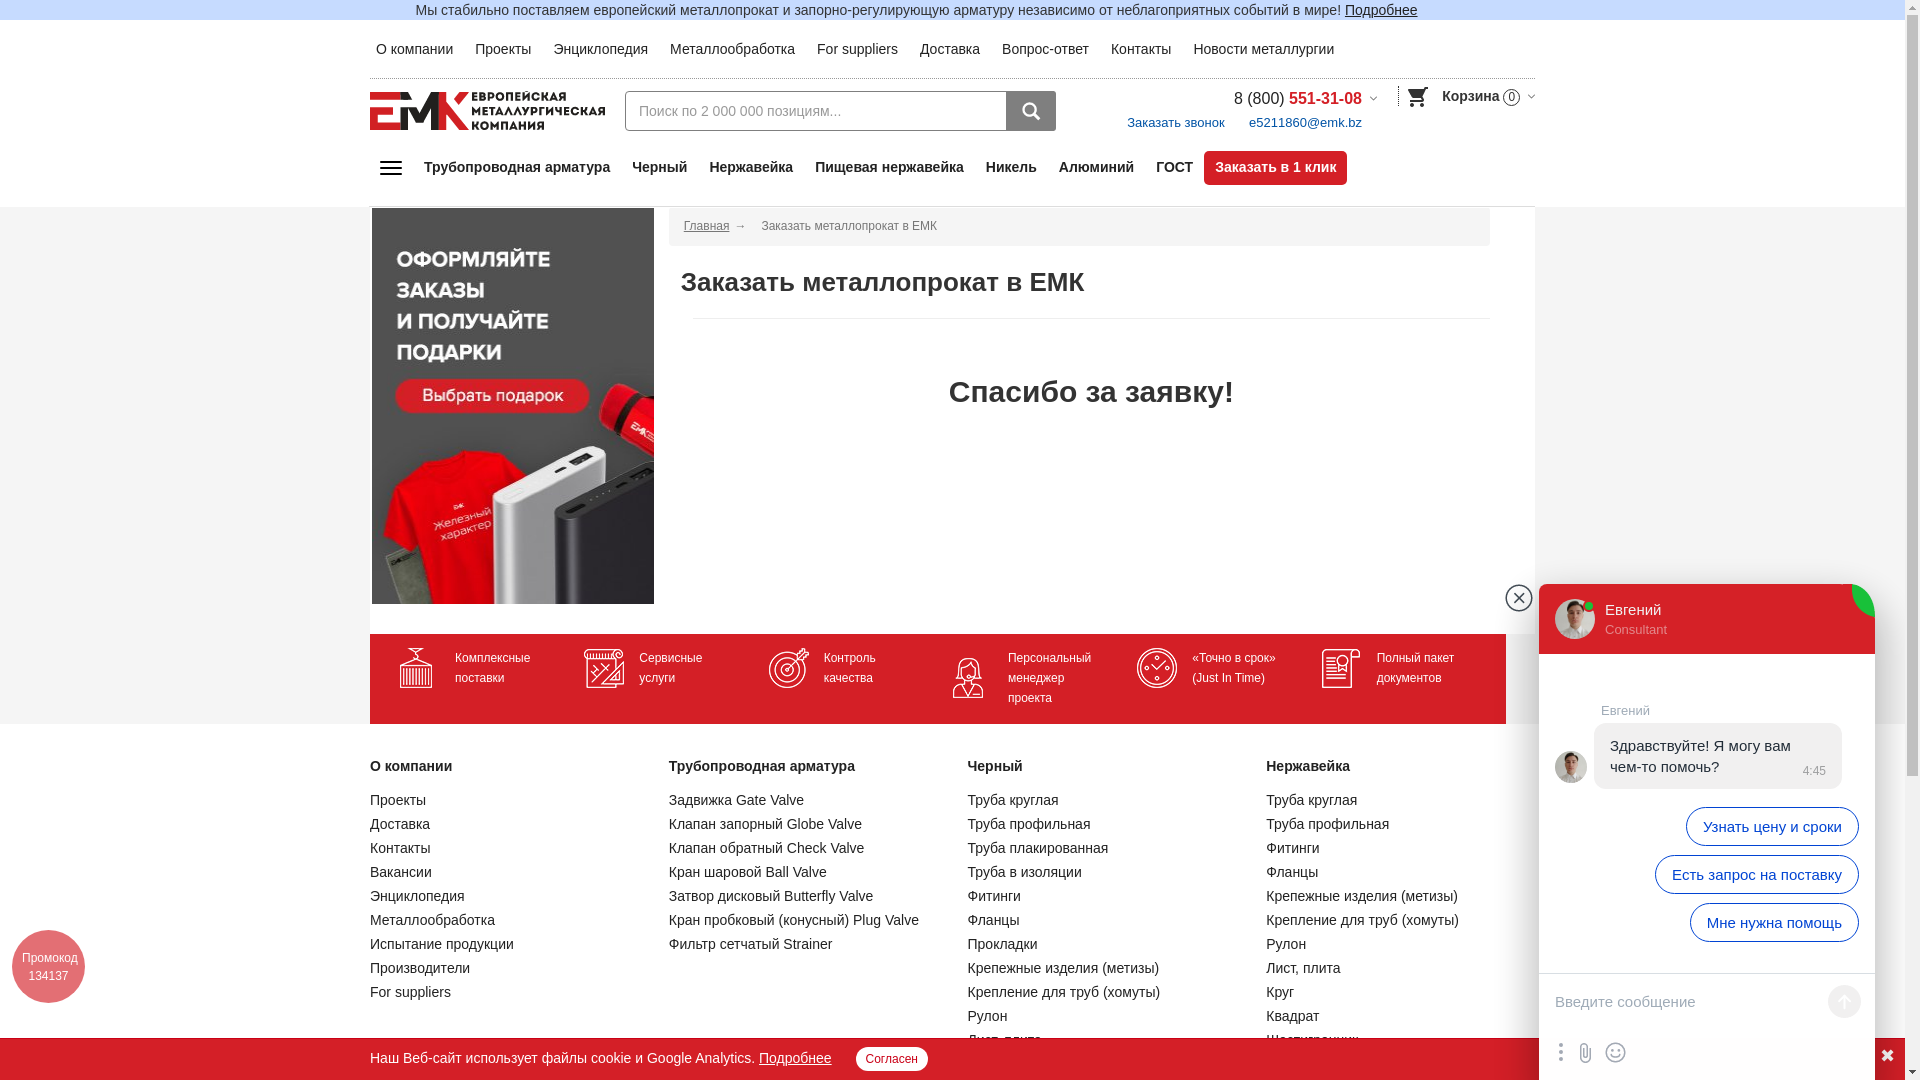 Мы стабильно поставляем европейский металлопрокат и запорно-регулирующую арматуру независимо от неблагоприятных событий в мире! Подробнее
О компании Проекты Энциклопедия Металлообработка For suppliers Доставка Вопрос-ответ Контакты Новости металлургии
ЕМК ЕВРОПЕЙСКАЯ
МЕТАЛЛУРГИЧЕСКАЯ
КОМПАНИЯ
Поиск по 2 000 000 позициям...
8 (800) 551-31-08
Заказать звонок e5211860@emk.bz
Корзина 0
Трубопроводная арматура Черный Нержавейка Пищевая нержавейка Никель Алюминий ГОСТ Заказать в 1 клик
ОФОРМЛЯЙТЕ
ЗАКАЗЫ
И ПОЛУЧАЙТЕ
ПОДАРКИ
Выбрать подарок
ЕМК
ЕМК
Железный
характер
Главная → Заказать металлопрокат в ЕМК
Заказать металлопрокат в ЕМК
Спасибо за заявку!
Комплексные
поставки
Сервисные
услуги
Контроль
качества
Персональный
менеджер
проекта
«Точно в срок»
(Just In Time)
Полный пакет
документов
О компании
Проекты
Доставка
Контакты
Вакансии
Энциклопедия
Металлообработка
Испытание продукции
Производители
For suppliers
Трубопроводная арматура
Задвижка Gate Valve
Клапан запорный Globe Valve
Клапан обратный Check Valve
Кран шаровой Ball Valve
Затвор дисковый Butterfly Valve
Кран пробковый (конусный) Plug Valve
Фильтр сетчатый Strainer
Черный
Труба круглая
Труба профильная
Труба плакированная
Труба в изоляции
Фитинги
Фланцы
Прокладки
Крепежные изделия (метизы)
Крепление для труб (хомуты)
Рулон
Нержавейка
Труба круглая
Труба профильная
Фитинги
Фланцы
Крепежные изделия (метизы)
Крепление для труб (хомуты)
Рулон
Лист, плита
Круг
Квадрат
Промокод
134137
Наш Веб-сайт использует файлы cookie и Google Analytics. Подробнее Согласен
Евгений
Consultant
Евгений
Здравствуйте! Я могу вам
чем-то помочь? 4:45
Узнать цену и сроки
Есть запрос на поставку
Мне нужна помощь
Введите сообщение